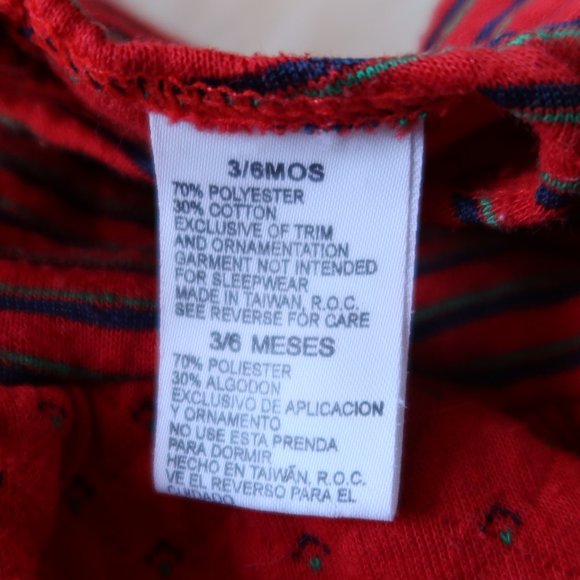 3/6MOS
70% POLYESTER
30% COTTON
EXCLUSIVE OF TRIM
AND ORNAMENTATION
GARMENT NOT INTENDED
FOR SLEEPWEAR
MADE IN TAIWAN, R.O.C.
SEE REVERSE FOR CARE
3/6 MESES
70% POLIESTER
30% ALGODON
EXCLUSIVO DE APLICACION
Y ORNAMENTO
NO USE ESTA PRENDA
PARA DORMIR
HECHO EN TAIWÁN, R.O.C.
VE EL REVERSO PARA EL
CUIDADO